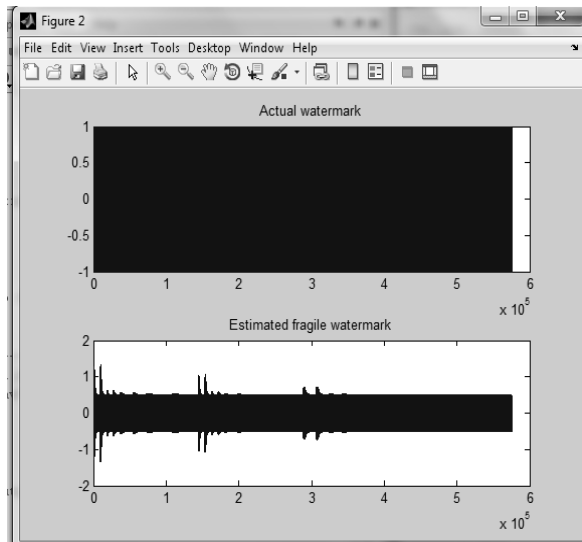 Figure 2
File Edit View Insert Tools Desktop Window Help
Actual watermark
1
0.5
0
-0.5
-1
0 1 2 3 4 5 6
x 10^5
Estimated fragile watermark
2
1
0
-1
-2
0 1 2 3 4 5 6
x 10^5